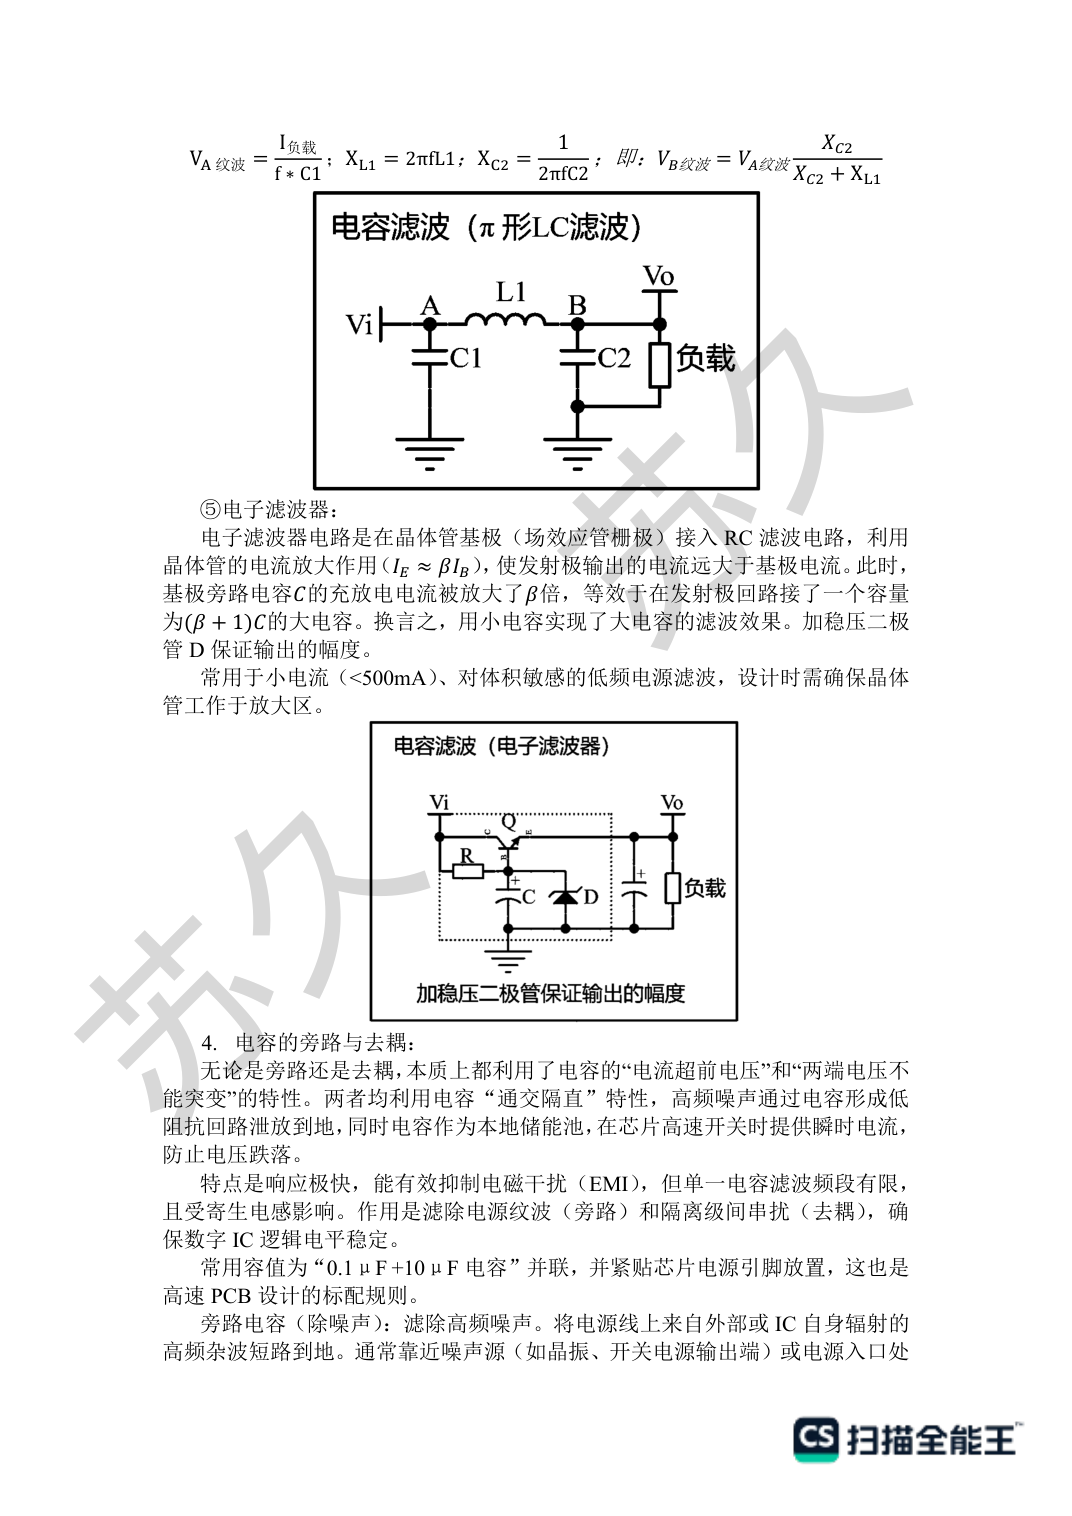 V_A 纹波 = I_负载 / (f ∗ C1) ；X_L1 = 2πfL1；X_C2 = 1 / (2πfC2) ；即：V_B纹波 = V_A纹波 X_C2 / (X_C2 + X_L1)
电容滤波（π 形LC滤波）
Vo
L1
A
B
Vi
C1
C2
负载
⑤电子滤波器：
电子滤波器电路是在晶体管基极（场效应管栅极）接入 RC 滤波电路，利用
晶体管的电流放大作用（I_E ≈ βI_B），使发射极输出的电流远大于基极电流。此时，
基极旁路电容C的充放电电流被放大了β倍，等效于在发射极回路接了一个容量
为(β + 1)C的大电容。换言之，用小电容实现了大电容的滤波效果。加稳压二极
管 D 保证输出的幅度。
常用于小电流（<500mA）、对体积敏感的低频电源滤波，设计时需确保晶体
管工作于放大区。
电容滤波（电子滤波器）
Vi
Vo
Q
C
E
B
R
+
C
D
+
负载
加稳压二极管保证输出的幅度
4. 电容的旁路与去耦：
无论是旁路还是去耦，本质上都利用了电容的“电流超前电压”和“两端电压不
能突变”的特性。两者均利用电容“通交隔直”特性，高频噪声通过电容形成低
阻抗回路泄放到地，同时电容作为本地储能池，在芯片高速开关时提供瞬时电流，
防止电压跌落。
特点是响应极快，能有效抑制电磁干扰（EMI），但单一电容滤波频段有限，
且受寄生电感影响。作用是滤除电源纹波（旁路）和隔离级间串扰（去耦），确
保数字 IC 逻辑电平稳定。
常用容值为“0.1μF+10μF 电容”并联，并紧贴芯片电源引脚放置，这也是
高速 PCB 设计的标配规则。
旁路电容（除噪声）：滤除高频噪声。将电源线上来自外部或 IC 自身辐射的
高频杂波短路到地。通常靠近噪声源（如晶振、开关电源输出端）或电源入口处
苏久
苏久
CS 扫描全能王™